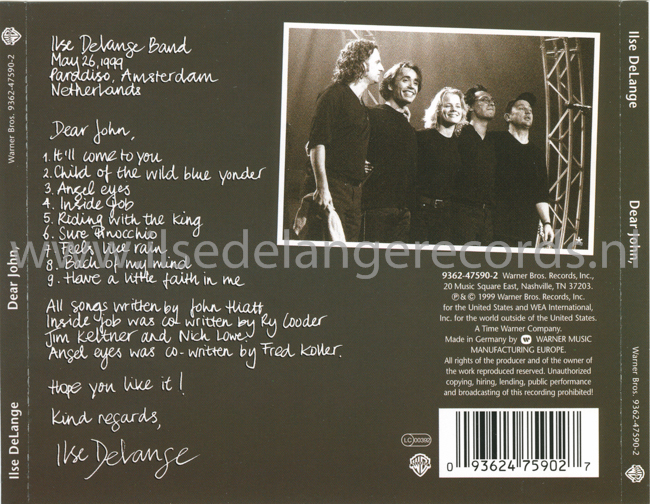 Ilse DeLange Band
May 26, 1999
Paradiso, Amsterdam
Netherlands
Dear John,
1. It'll come to you
2. Child of the wild blue yonder
3. Angel eyes
4. Inside job
5. Riding with the king
6. Sure Pinocchio
7. Feels like rain
8. Back of my mind
9. Have a little faith in me
All songs written by John Hiatt
Inside job was co-written by Ry Cooder
Jim Keltner and Nick Lowe.
Angel eyes was co-written by Fred Koller.
Hope you like it!
Kind regards,
Ilse DeLange
9362-47590-2 Warner Bros. Records, Inc.,
20 Music Square East, Nashville, TN 37203.
℗ & © 1999 Warner Bros. Records, Inc.
for the United States and WEA International,
Inc. for the world outside of the United States.
A Time Warner Company.
Made in Germany by WARNER MUSIC
MANUFACTURING EUROPE.
All rights of the producer and of the owner of
the work reproduced reserved. Unauthorized
copying, hiring, lending, public performance
and broadcasting of this recording prohibited!
LC 00392
0 93624 75902 7
Ilse DeLange
Dear John,
Warner Bros. 9362-47590-2
Ilse DeLange
Dear John,
Warner Bros. 9362-47590-2
www.ilsedelangerecords.nl